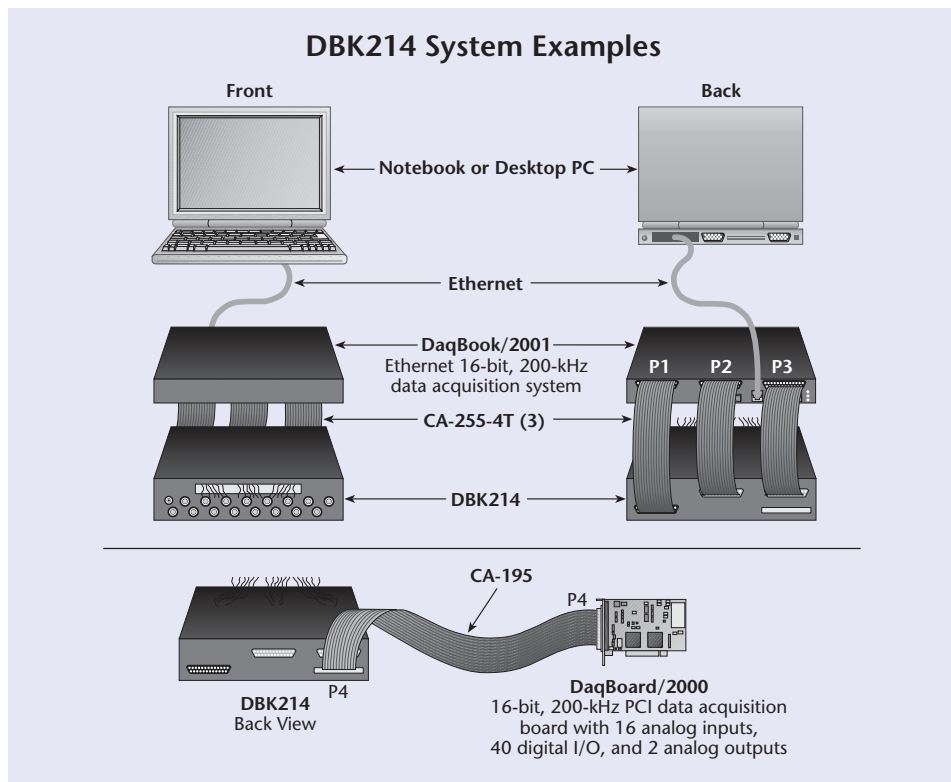 DBK214 System Examples
Front
Back
Notebook or Desktop PC
Ethernet
DaqBook/2001
Ethernet 16-bit, 200-kHz
data acquisition system
P1 P2 P3
CA-255-4T (3)
DBK214
CA-195
P4
P4
DBK214
Back View
DaqBoard/2000
16-bit, 200-kHz PCI data acquisition
board with 16 analog inputs,
40 digital I/O, and 2 analog outputs